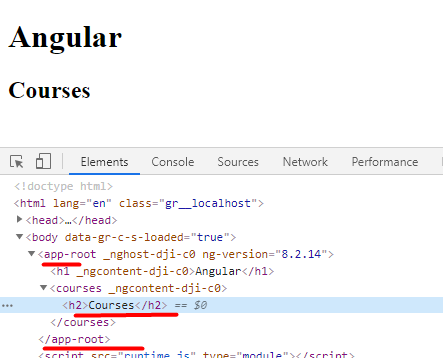 Angular
Courses
Elements Console Sources Network Performance
<!doctype html>
<html lang="en" class="gr__localhost">
<head>…</head>
<body data-gr-c-s-loaded="true">
<app-root _nghost-dji-c0 ng-version="8.2.14">
<h1 _ngcontent-dji-c0>Angular</h1>
<courses _ngcontent-dji-c0>
… <h2>Courses</h2> == $0
</courses>
</app-root>
<script src="runtime.js" type="module"></script>